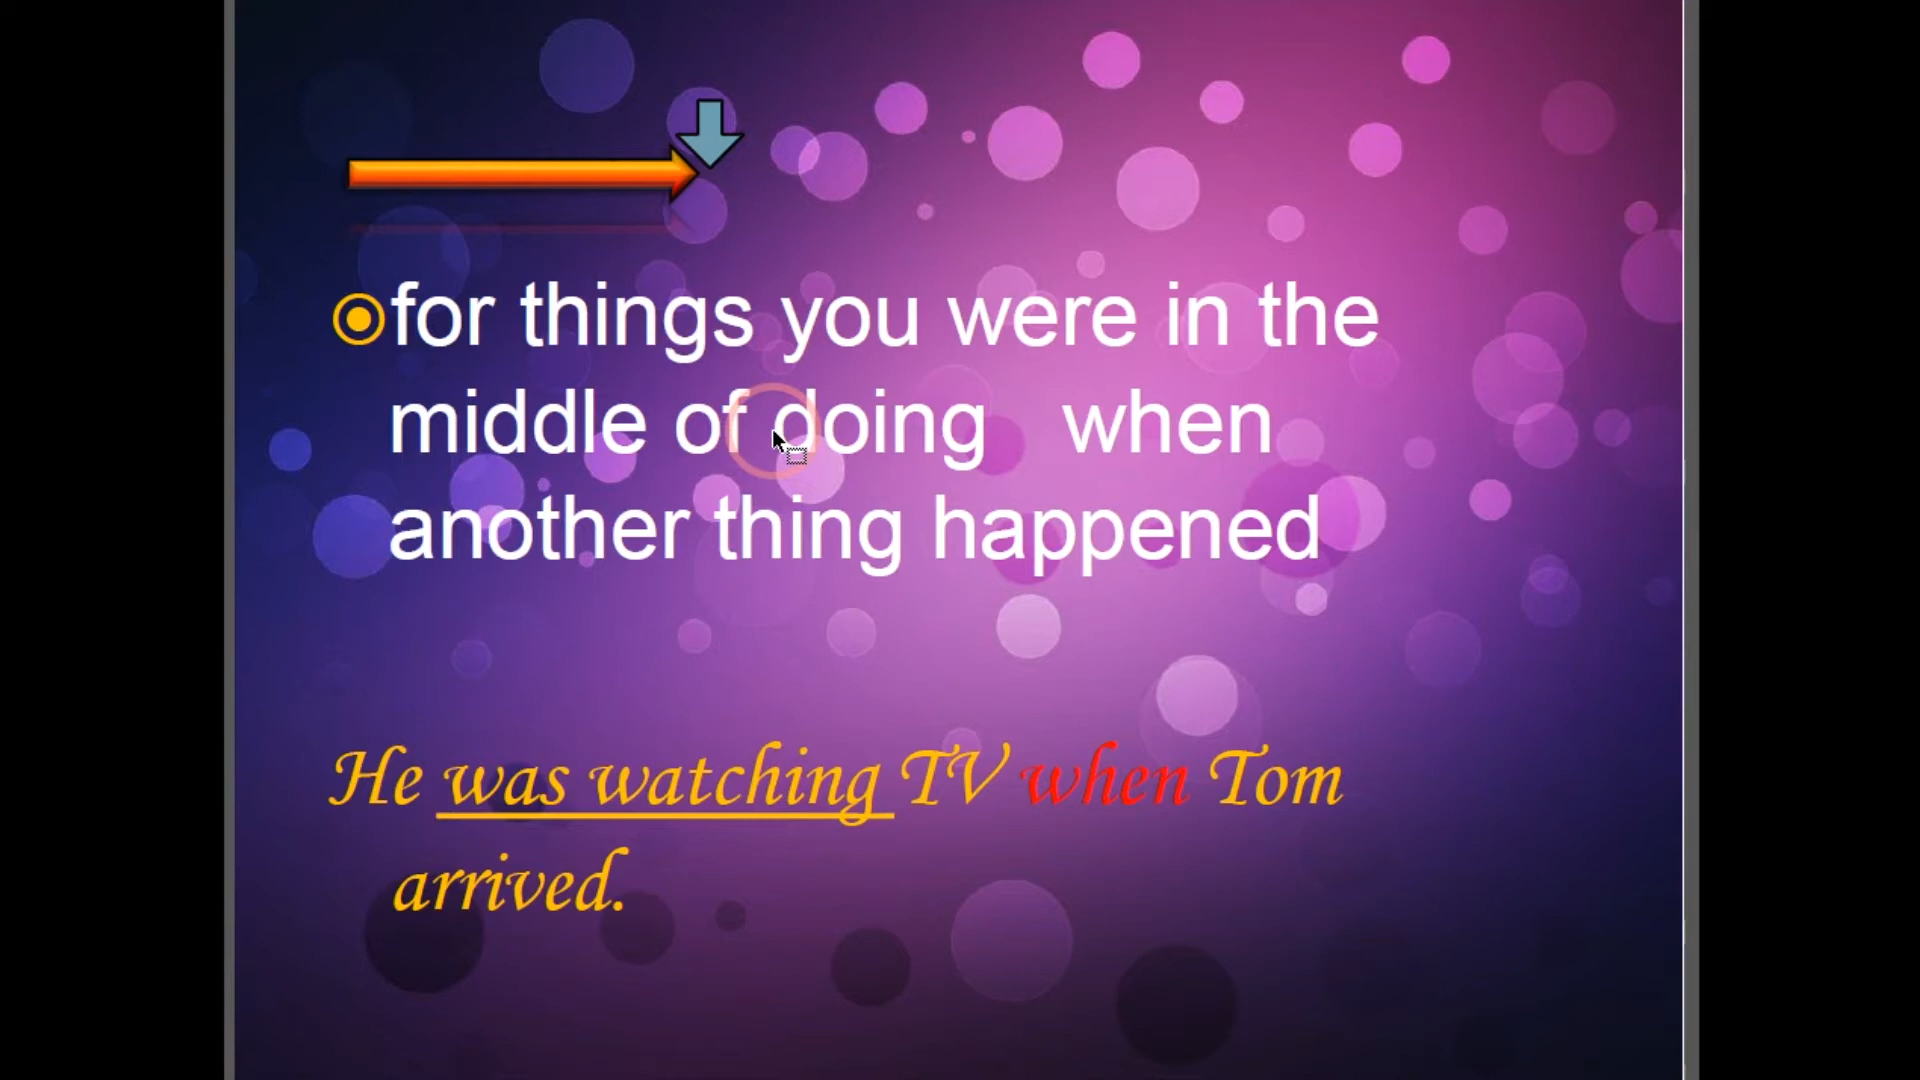 for things you were in the
middle of doing when
another thing happened
He was watching TV when Tom
arrived.